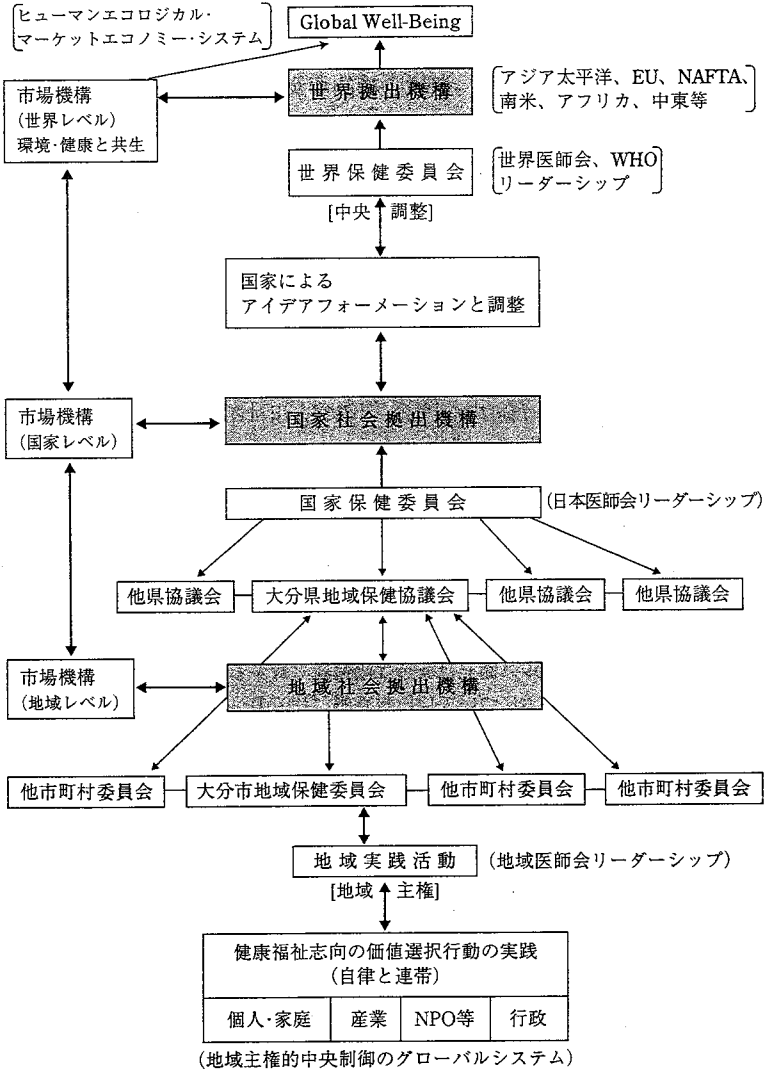 ヒューマンエコロジカル・
マーケットエコノミー・システム
Global Well-Being
市場機構
(世界レベル)
環境・健康と共生
世界拠出機構
アジア太平洋、EU、NAFTA、
南米、アフリカ、中東等
世界保健委員会
世界医師会、WHO
リーダーシップ
[中央 調整]
国家による
アイデアフォーメーションと調整
市場機構
(国家レベル)
国家社会拠出機構
国家保健委員会
(日本医師会リーダーシップ)
他県協議会
大分県地域保健協議会
他県協議会
他県協議会
市場機構
(地域レベル)
地域社会拠出機構
他市町村委員会
大分市地域保健委員会
他市町村委員会
他市町村委員会
地域実践活動
(地域医師会リーダーシップ)
[地域 主権]
健康福祉志向の価値選択行動の実践
(自律と連帯)
個人・家庭
産業
NPO等
行政
(地域主権的中央制御のグローバルシステム)